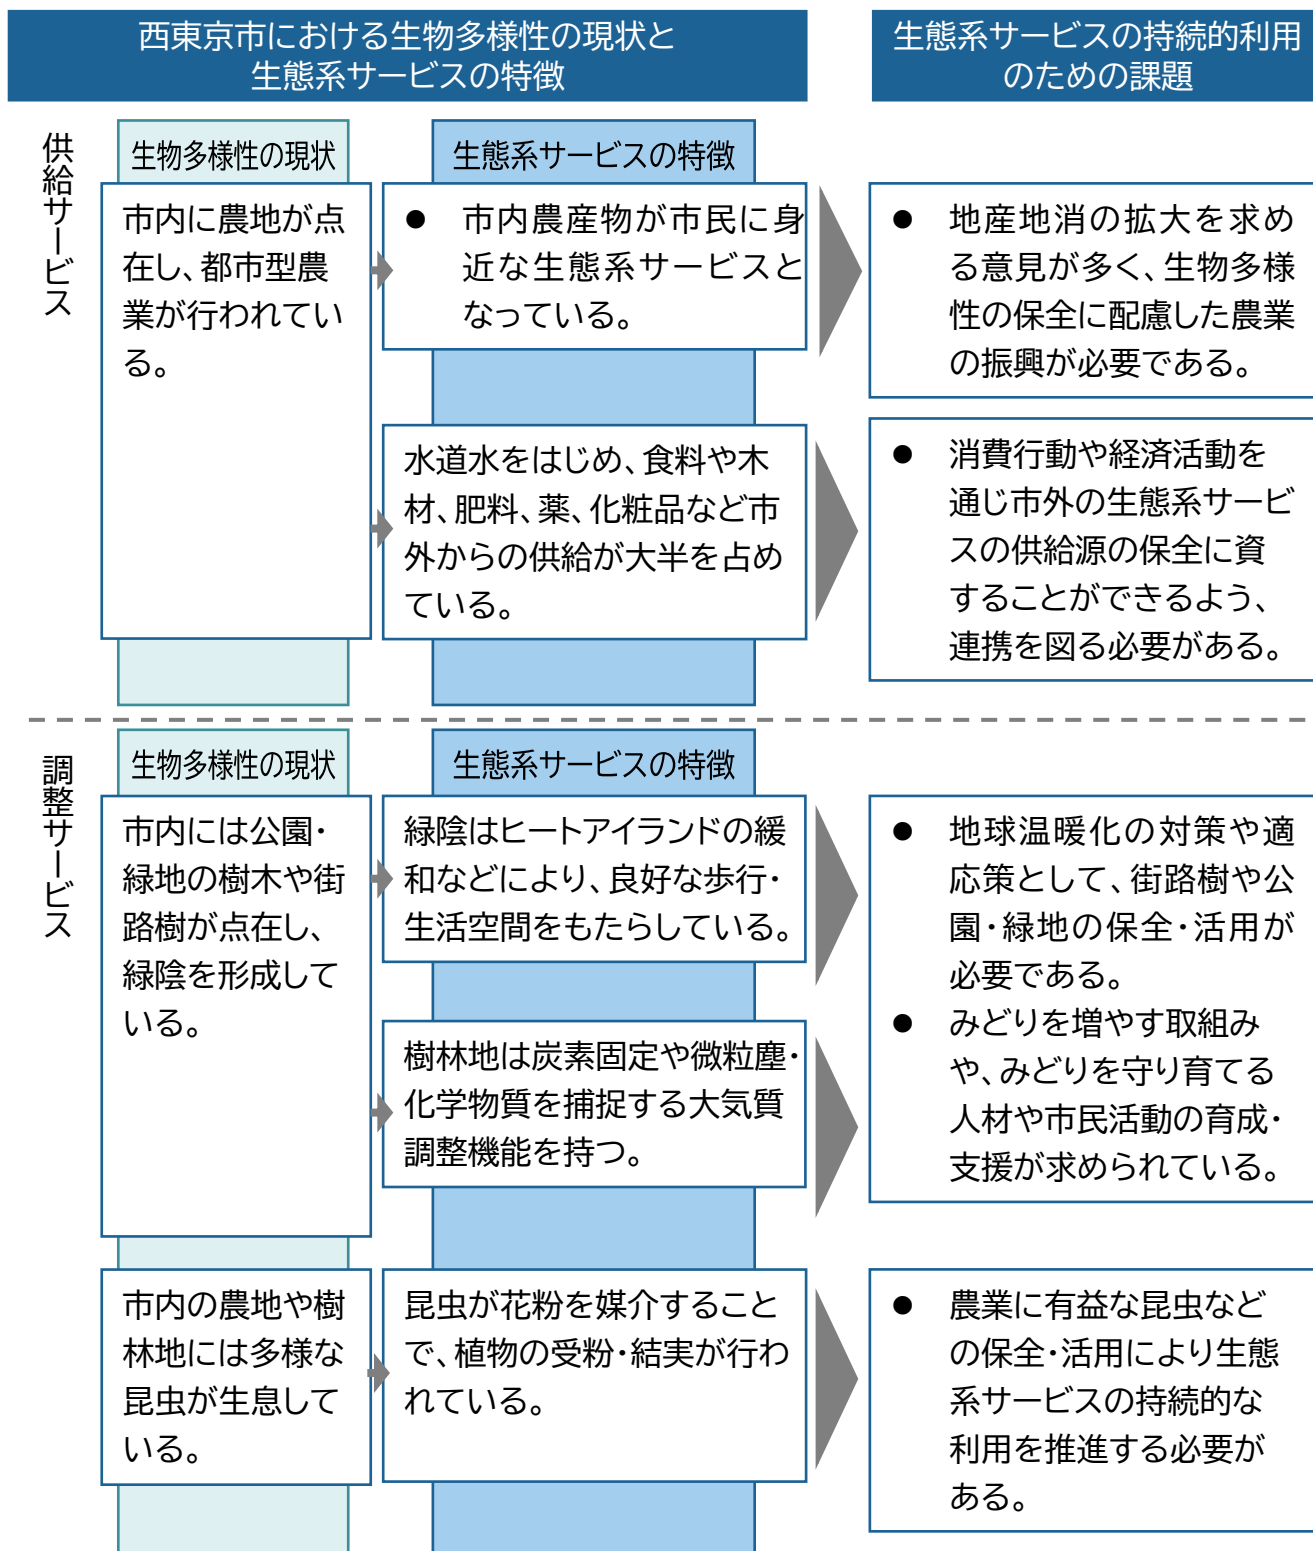 西東京市における生物多様性の現状と
生態系サービスの特徴
生態系サービスの持続的利用
のための課題
供給サービス
生物多様性の現状
市内に農地が点
在し、都市型農
業が行われてい
る。
生態系サービスの特徴
● 市内農産物が市民に身
近な生態系サービスと
なっている。
● 地産地消の拡大を求め
る意見が多く、生物多様
性の保全に配慮した農業
の振興が必要である。
水道水をはじめ、食料や木
材、肥料、薬、化粧品など市
外からの供給が大半を占め
ている。
● 消費行動や経済活動を
通じ市外の生態系サービ
スの供給源の保全に資
することができるよう、
連携を図る必要がある。
調整サービス
生物多様性の現状
市内には公園・
緑地の樹木や街
路樹が点在し、
緑陰を形成して
いる。
生態系サービスの特徴
緑陰はヒートアイランドの緩
和などにより、良好な歩行・
生活空間をもたらしている。
樹林地は炭素固定や微粒塵・
化学物質を捕捉する大気質
調整機能を持つ。
● 地球温暖化の対策や適
応策として、街路樹や公
園・緑地の保全・活用が
必要である。
● みどりを増やす取組み
や、みどりを守り育てる
人材や市民活動の育成・
支援が求められている。
市内の農地や樹
林地には多様な
昆虫が生息して
いる。
昆虫が花粉を媒介すること
で、植物の受粉・結実が行わ
れている。
● 農業に有益な昆虫など
の保全・活用により生態
系サービスの持続的な
利用を推進する必要が
ある。